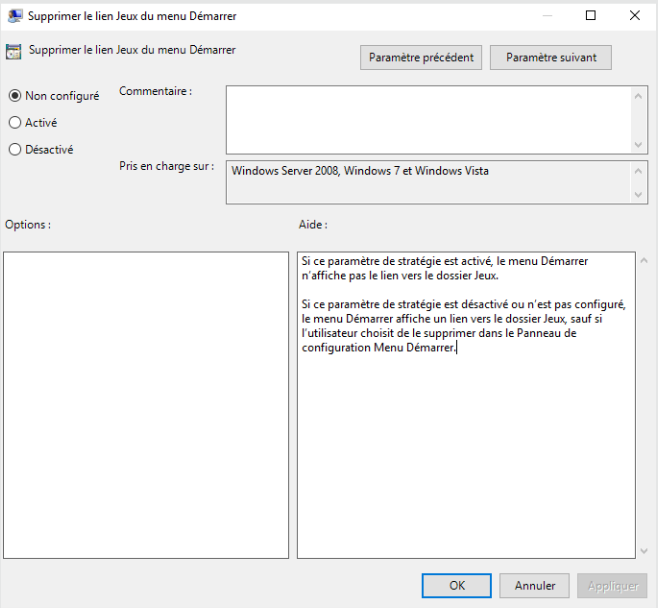 Supprimer le lien Jeux du menu Démarrer
Supprimer le lien Jeux du menu Démarrer
Paramètre précédent
Paramètre suivant
Non configuré
Activé
Désactivé
Commentaire :
Pris en charge sur :
Windows Server 2008, Windows 7 et Windows Vista
Options :
Aide :
Si ce paramètre de stratégie est activé, le menu Démarrer
n’affiche pas le lien vers le dossier Jeux.
Si ce paramètre de stratégie est désactivé ou n’est pas configuré,
le menu Démarrer affiche un lien vers le dossier Jeux, sauf si
l’utilisateur choisit de le supprimer dans le Panneau de
configuration Menu Démarrer.
OK
Annuler
Appliquer